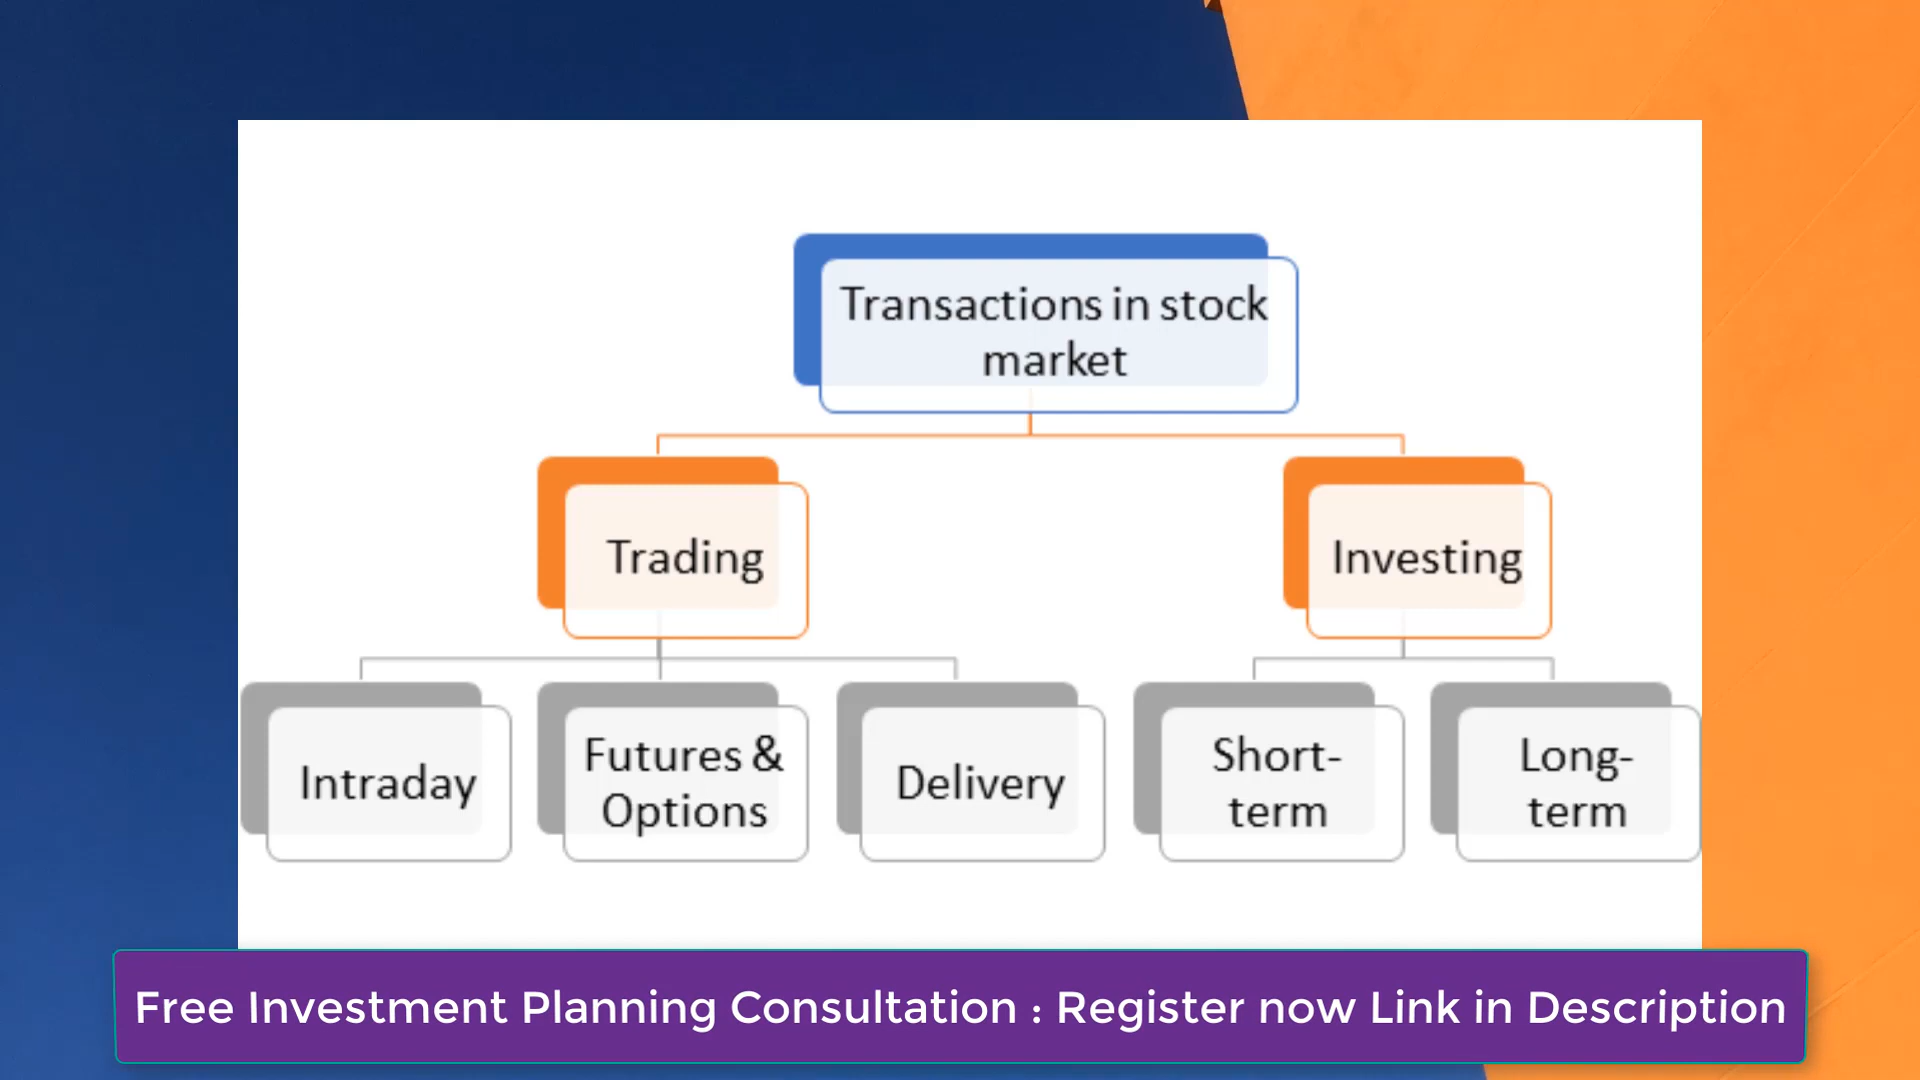 Transactions in stock
market
Trading
Investing
Intraday
Futures &
Options
Delivery
Short-
term
Long-
term
Free Investment Planning Consultation : Register now Link in Description